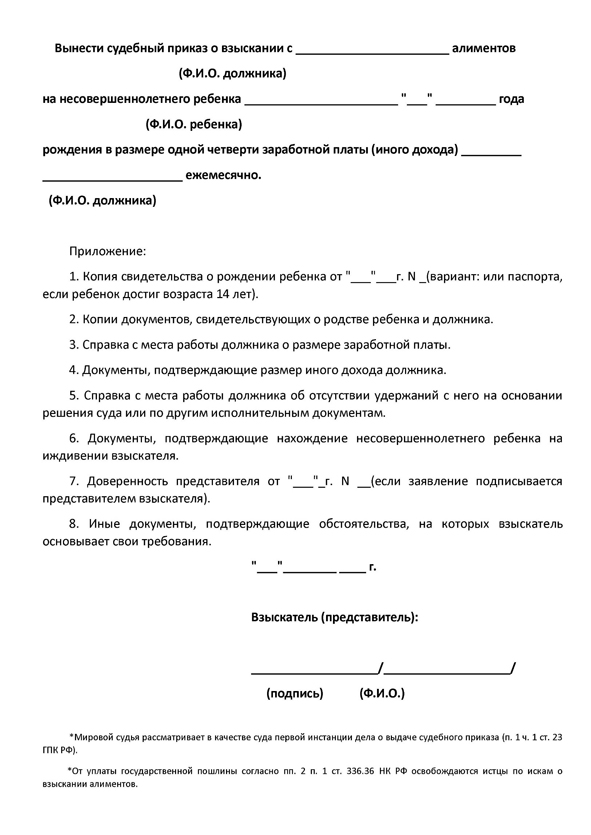 Вынести судебный приказ о взыскании с ________________________ алиментов
(Ф.И.О. должника)
на несовершеннолетнего ребенка ________________________ "___" _________ года
(Ф.И.О. ребенка)
рождения в размере одной четверти заработной платы (иного дохода) _________
______________________ ежемесячно.
(Ф.И.О. должника)
Приложение:
1. Копия свидетельства о рождении ребенка от "___"___г. N _(вариант: или паспорта,
если ребенок достиг возраста 14 лет).
2. Копии документов, свидетельствующих о родстве ребенка и должника.
3. Справка с места работы должника о размере заработной платы.
4. Документы, подтверждающие размер иного дохода должника.
5. Справка с места работы должника об отсутствии удержаний с него на основании
решения суда или по другим исполнительным документам.
6. Документы, подтверждающие нахождение несовершеннолетнего ребенка на
иждивении взыскателя.
7. Доверенность представителя от "___"_г. N __(если заявление подписывается
представителем взыскателя).
8. Иные документы, подтверждающие обстоятельства, на которых взыскатель
основывает свои требования.
"___"________ ____ г.
Взыскатель (представитель):
___________________/___________________/
(подпись) (Ф.И.О.)
*Мировой судья рассматривает в качестве суда первой инстанции дела о выдаче судебного приказа (п. 1 ч. 1 ст. 23
ГПК РФ).
*От уплаты государственной пошлины согласно пп. 2 п. 1 ст. 336.36 НК РФ освобождаются истцы по искам о
взыскании алиментов.